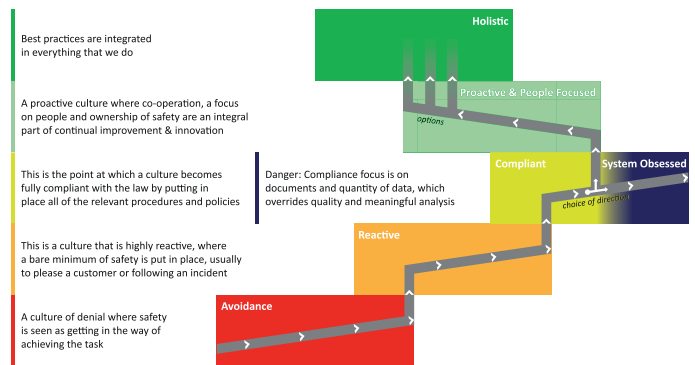 Holistic
Best practices are integrated
in everything that we do
Proactive & People Focused
A proactive culture where co-operation, a focus
on people and ownership of safety are an integral
part of continual improvement & innovation
options
Compliant
System Obsessed
This is the point at which a culture becomes
fully compliant with the law by putting in
place all of the relevant procedures and policies
Danger: Compliance focus is on
documents and quantity of data, which
overrides quality and meaningful analysis
choice of direction
Reactive
This is a culture that is highly reactive, where
a bare minimum of safety is put in place, usually
to please a customer or following an incident
Avoidance
A culture of denial where safety
is seen as getting in the way of
achieving the task